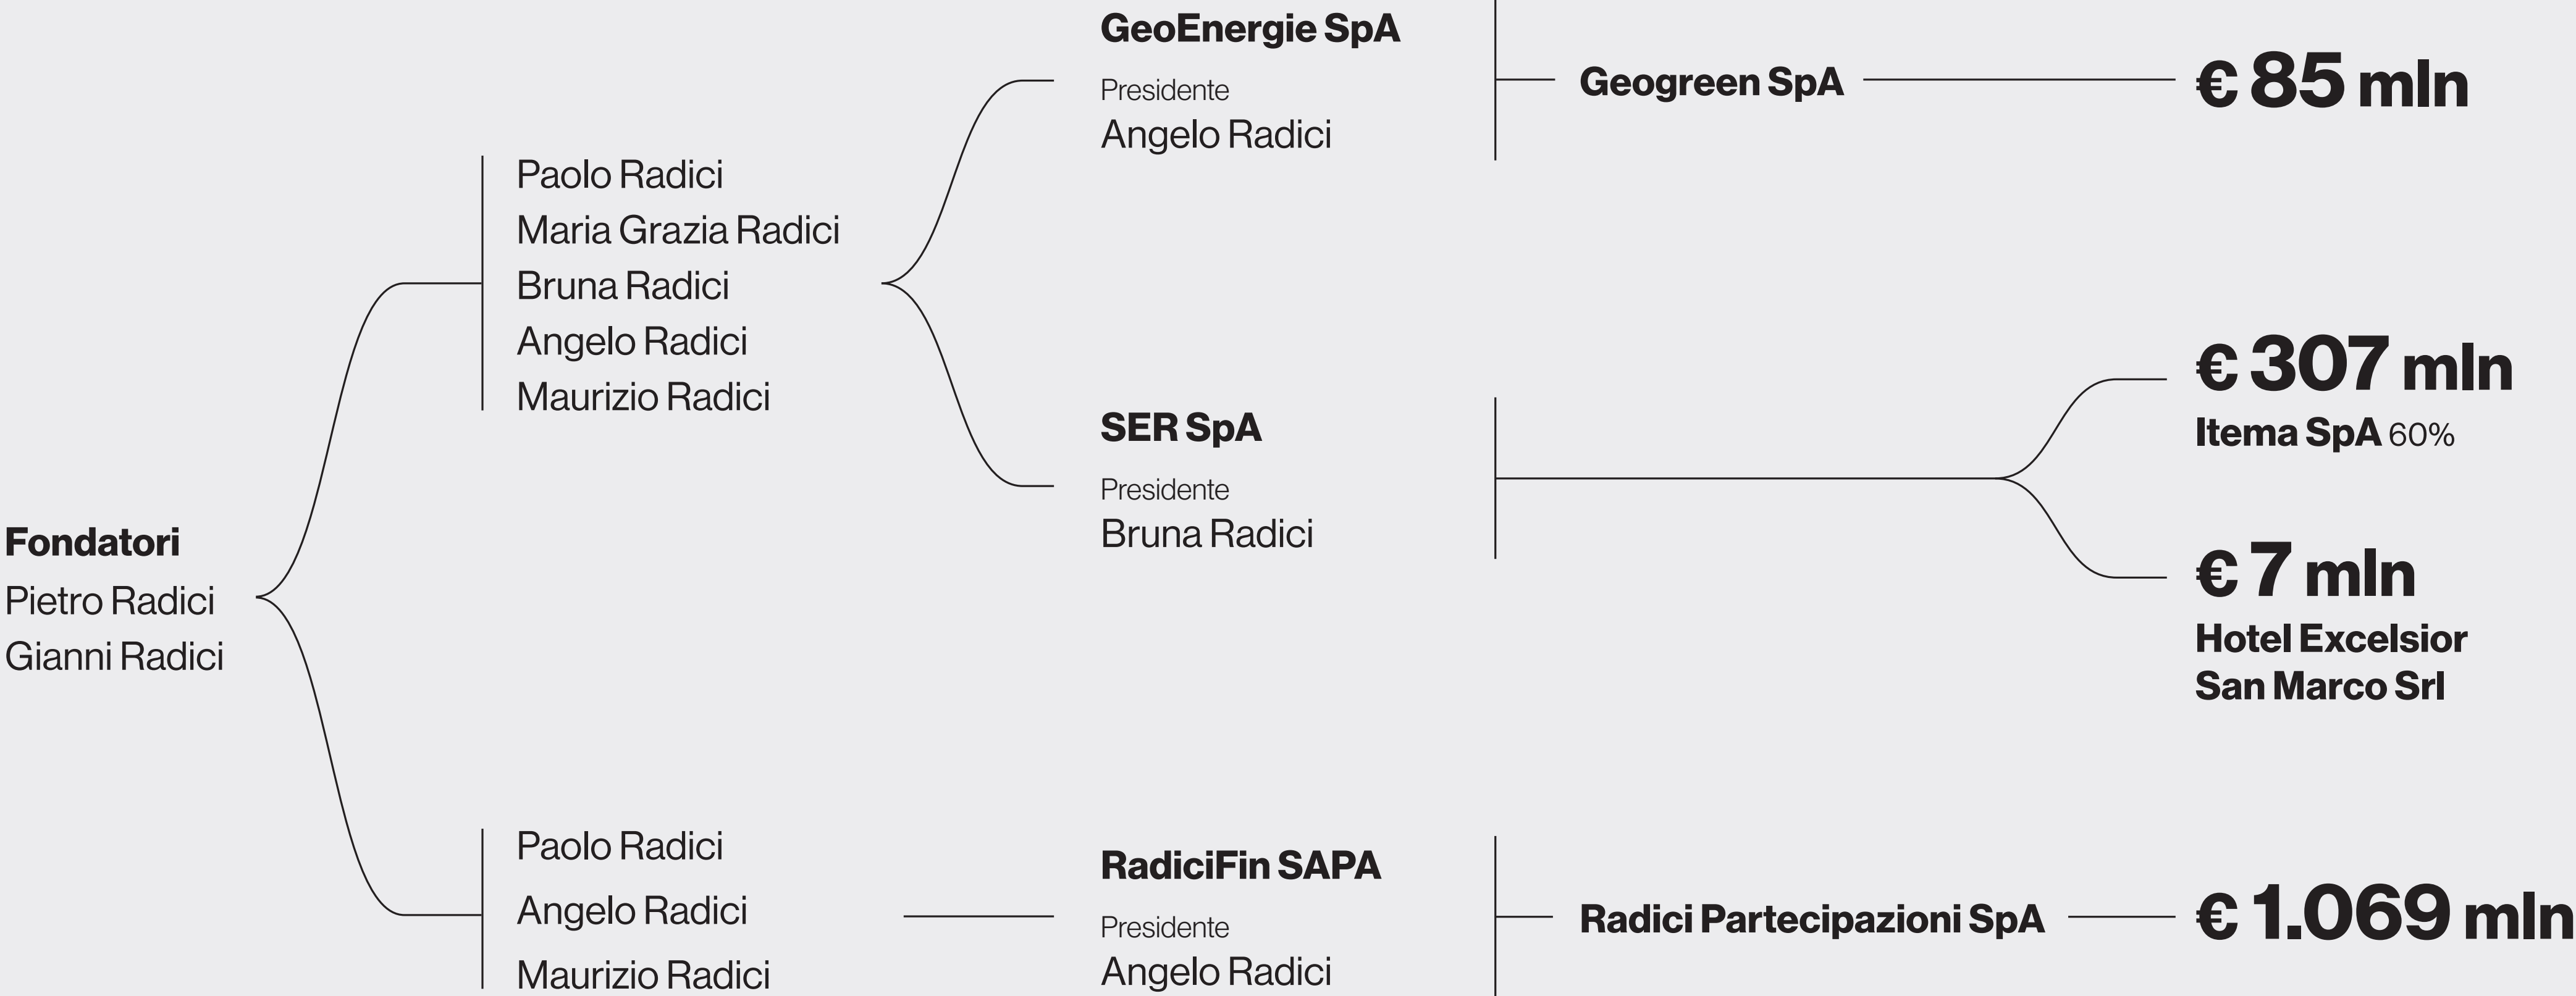 Fondatori
Pietro Radici
Gianni Radici
Paolo Radici
Maria Grazia Radici
Bruna Radici
Angelo Radici
Maurizio Radici
GeoEnergie SpA
Presidente
Angelo Radici
Geogreen SpA
€ 85 mln
SER SpA
Presidente
Bruna Radici
€ 307 mln
Itema SpA 60%
€ 7 mln
Hotel Excelsior
San Marco Srl
Paolo Radici
Angelo Radici
Maurizio Radici
RadiciFin SAPA
Presidente
Angelo Radici
Radici Partecipazioni SpA
€ 1.069 mln